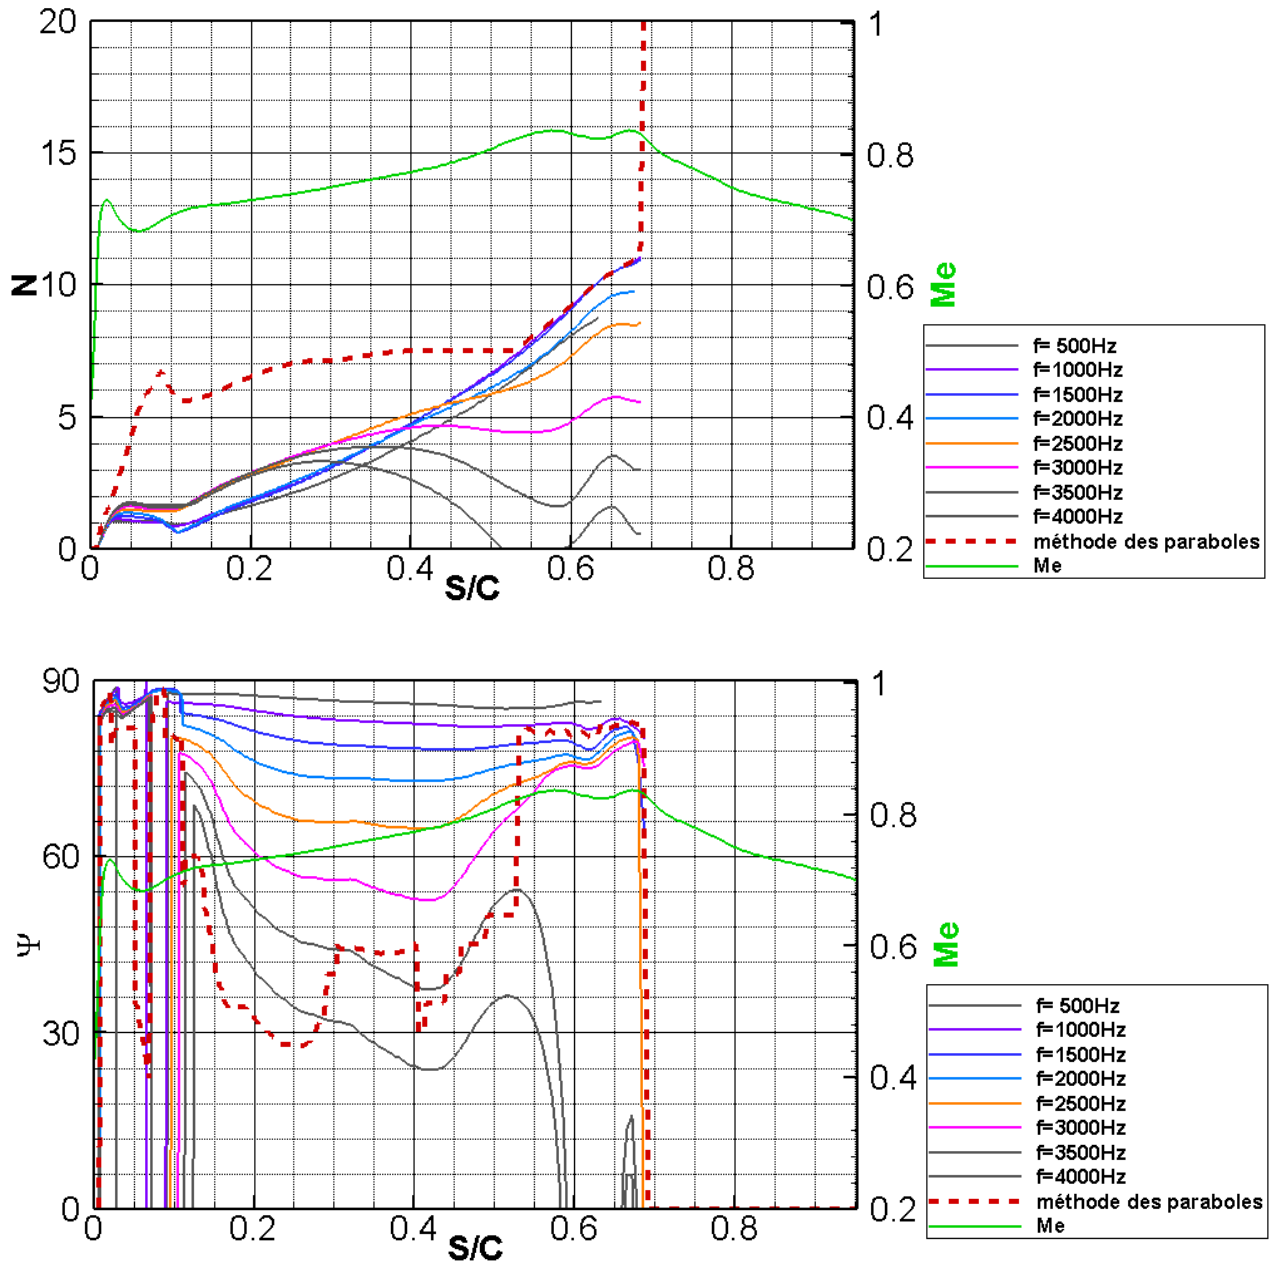 20
15
10
5
0
N
0
0.2
0.4
0.6
0.8
S/C
1
0.8
0.6
0.4
0.2
Me
f= 500Hz
f=1000Hz
f=1500Hz
f=2000Hz
f=2500Hz
f=3000Hz
f=3500Hz
f=4000Hz
méthode des paraboles
Me
90
60
30
0
Ψ
0
0.2
0.4
0.6
0.8
S/C
1
0.8
0.6
0.4
0.2
Me
f= 500Hz
f=1000Hz
f=1500Hz
f=2000Hz
f=2500Hz
f=3000Hz
f=3500Hz
f=4000Hz
méthode des paraboles
Me